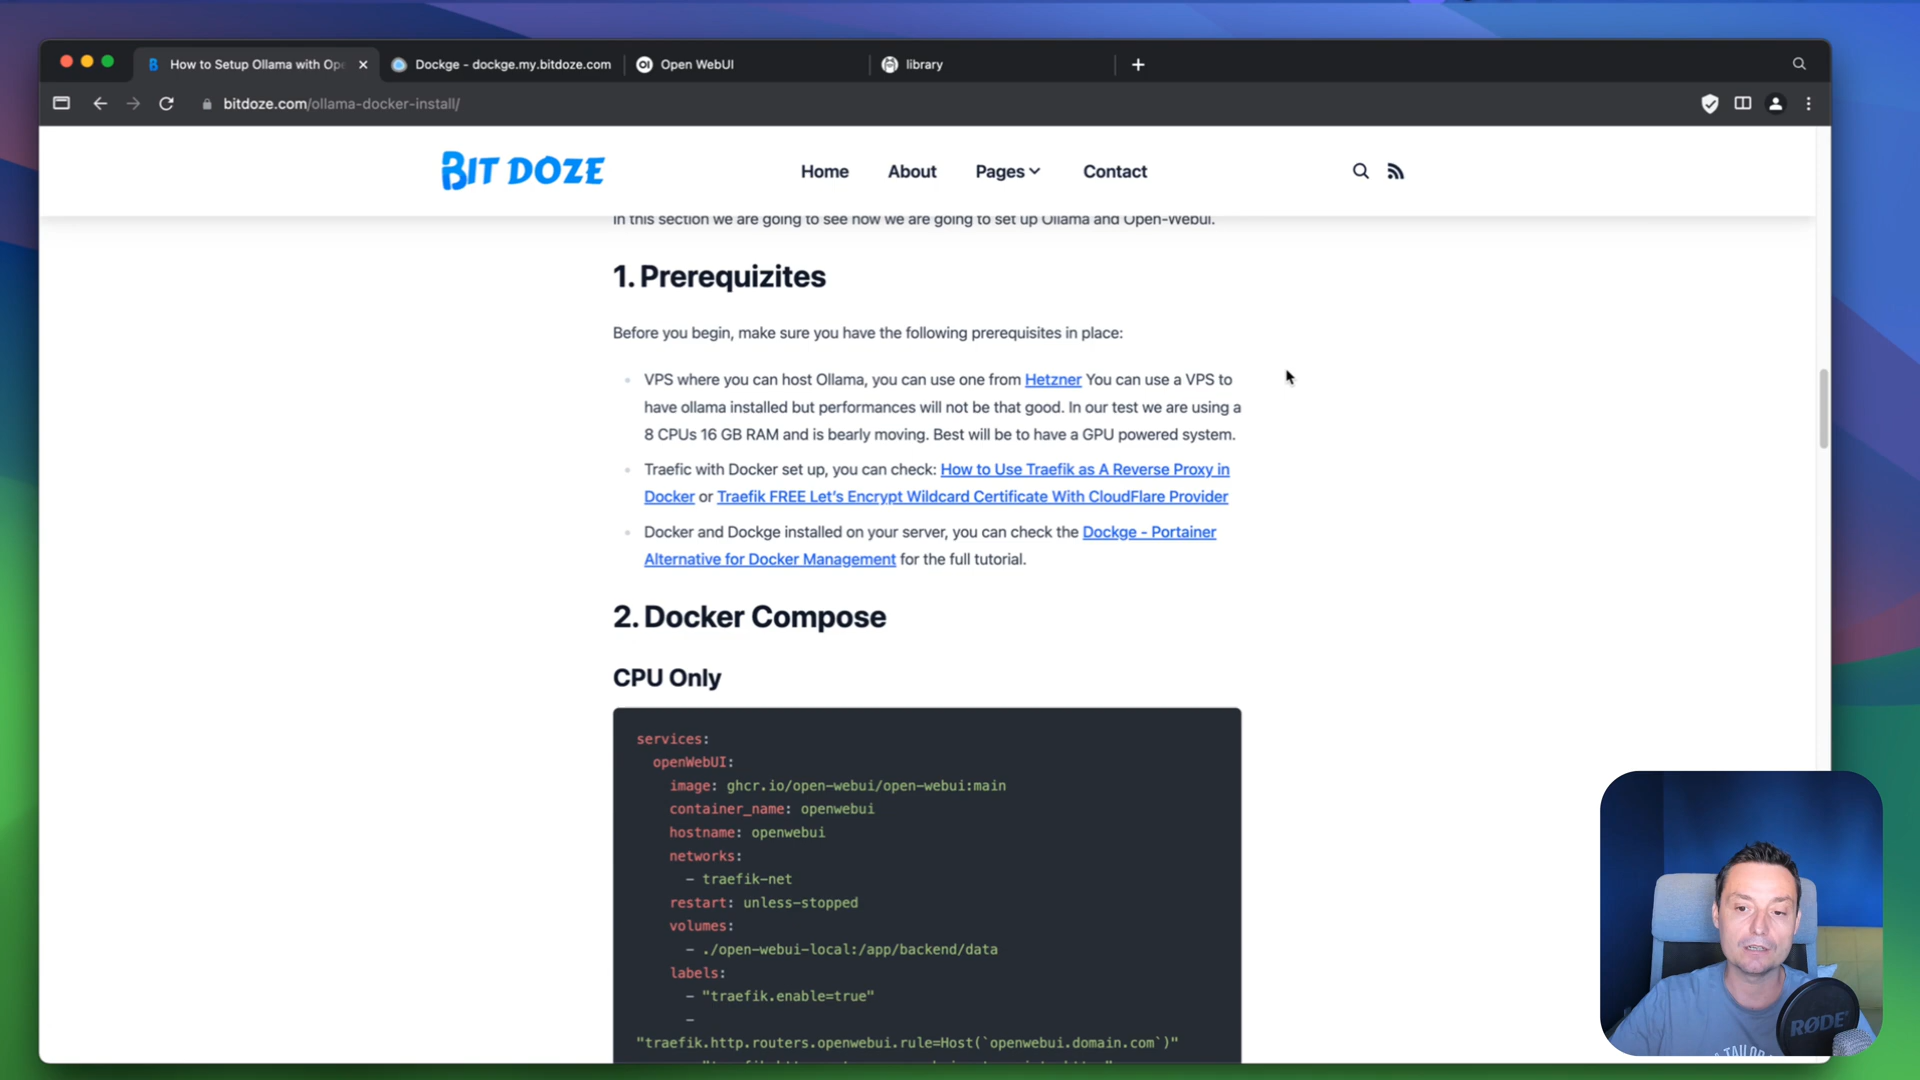 How to Setup Ollama with Ope
Dockge - dockge.my.bitdoze.com
Open WebUI
library
bitdoze.com/ollama-docker-install/
BIT DOZE
Home
About
Pages
Contact
In this section we are going to see how we are going to set up Ollama and Open-Webui.
1. Prerequizites
Before you begin, make sure you have the following prerequisites in place:
VPS where you can host Ollama, you can use one from Hetzner You can use a VPS to
have ollama installed but performances will not be that good. In our test we are using a
8 CPUs 16 GB RAM and is bearly moving. Best will be to have a GPU powered system.
Traefic with Docker set up, you can check: How to Use Traefik as A Reverse Proxy in
Docker or Traefik FREE Let's Encrypt Wildcard Certificate With CloudFlare Provider
Docker and Dockge installed on your server, you can check the Dockge - Portainer
Alternative for Docker Management for the full tutorial.
2. Docker Compose
CPU Only
services:
openWebUI:
image: ghcr.io/open-webui/open-webui:main
container_name: openwebui
hostname: openwebui
networks:
- traefik-net
restart: unless-stopped
volumes:
- ./open-webui-local:/app/backend/data
labels:
- "traefik.enable=true"
-
"traefik.http.routers.openwebui.rule=Host(`openwebui.domain.com`)"
RØDE